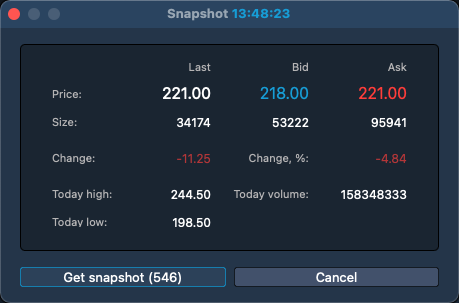 Snapshot 13:48:23
Last Bid Ask
Price: 221.00 218.00 221.00
Size: 34174 53222 95941
Change: -11.25 Change, %: -4.84
Today high: 244.50 Today volume: 158348333
Today low: 198.50
Get snapshot (546) Cancel